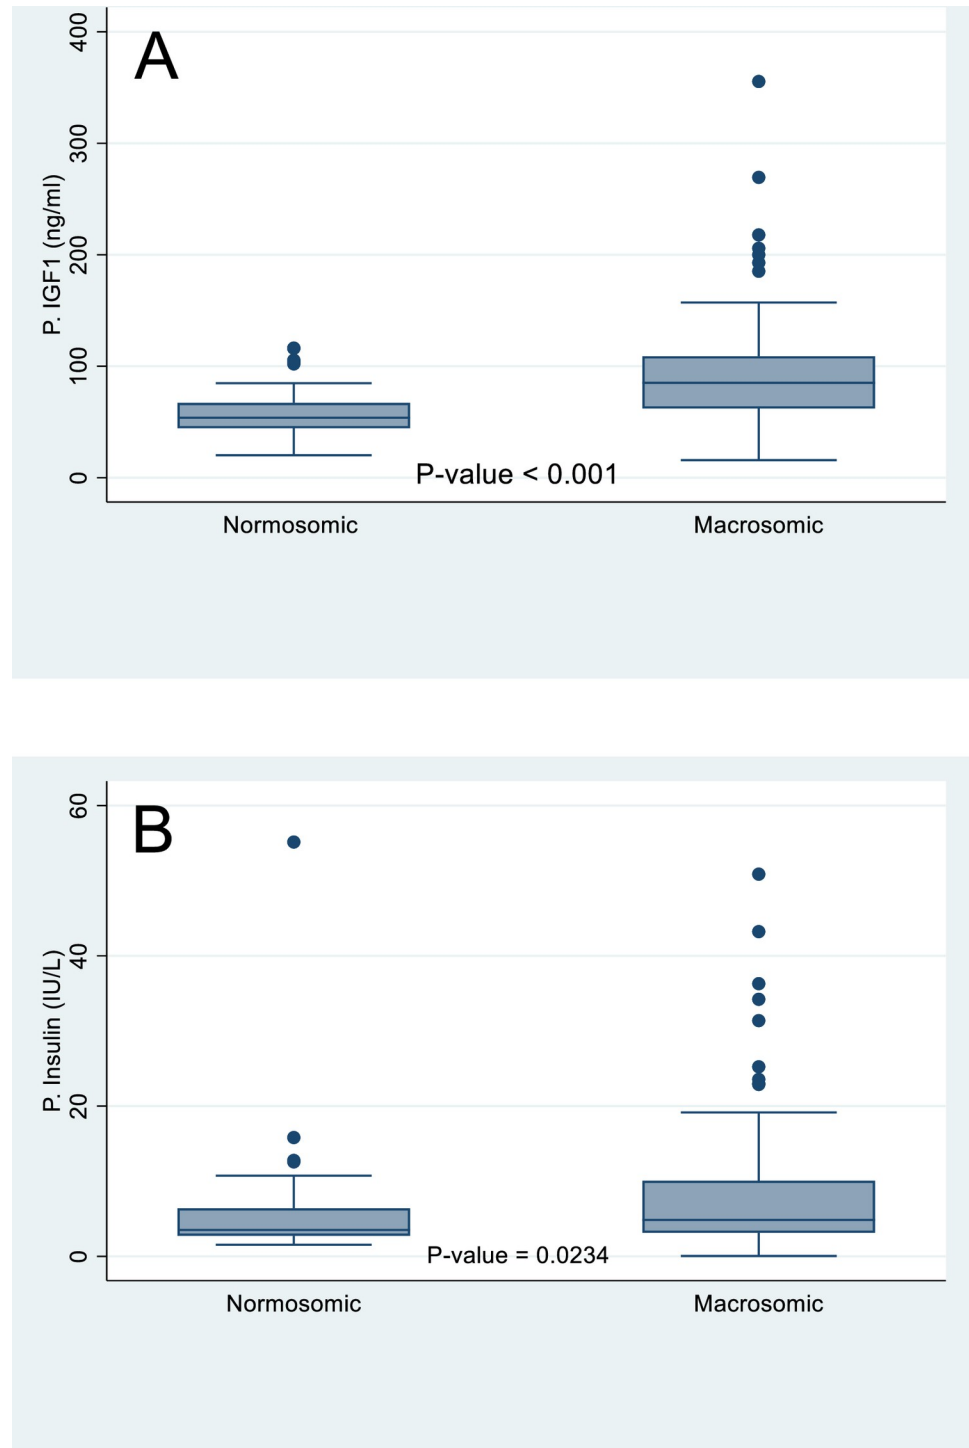 A
P. IGF1 (ng/ml)
400
300
200
100
0
P-value < 0.001
Normosomic Macrosomic
B
P. Insulin (IU/L)
60
40
20
0
P-value = 0.0234
Normosomic Macrosomic